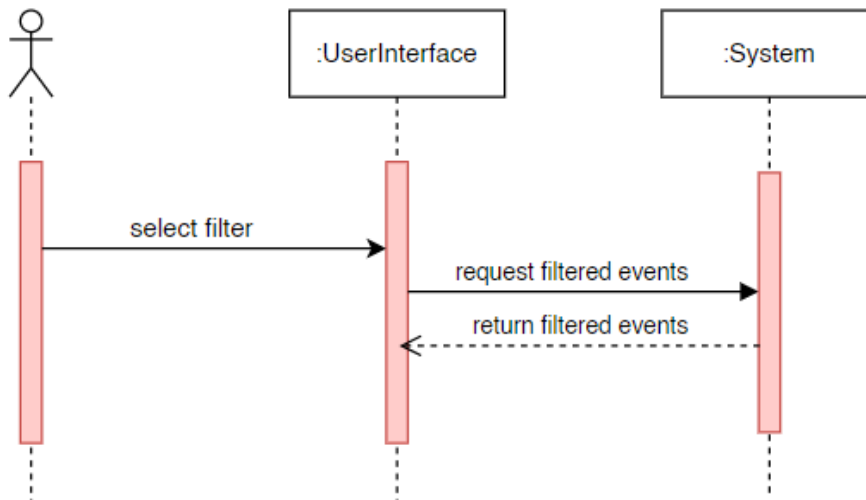 :UserInterface
:System
select filter
request filtered events
return filtered events